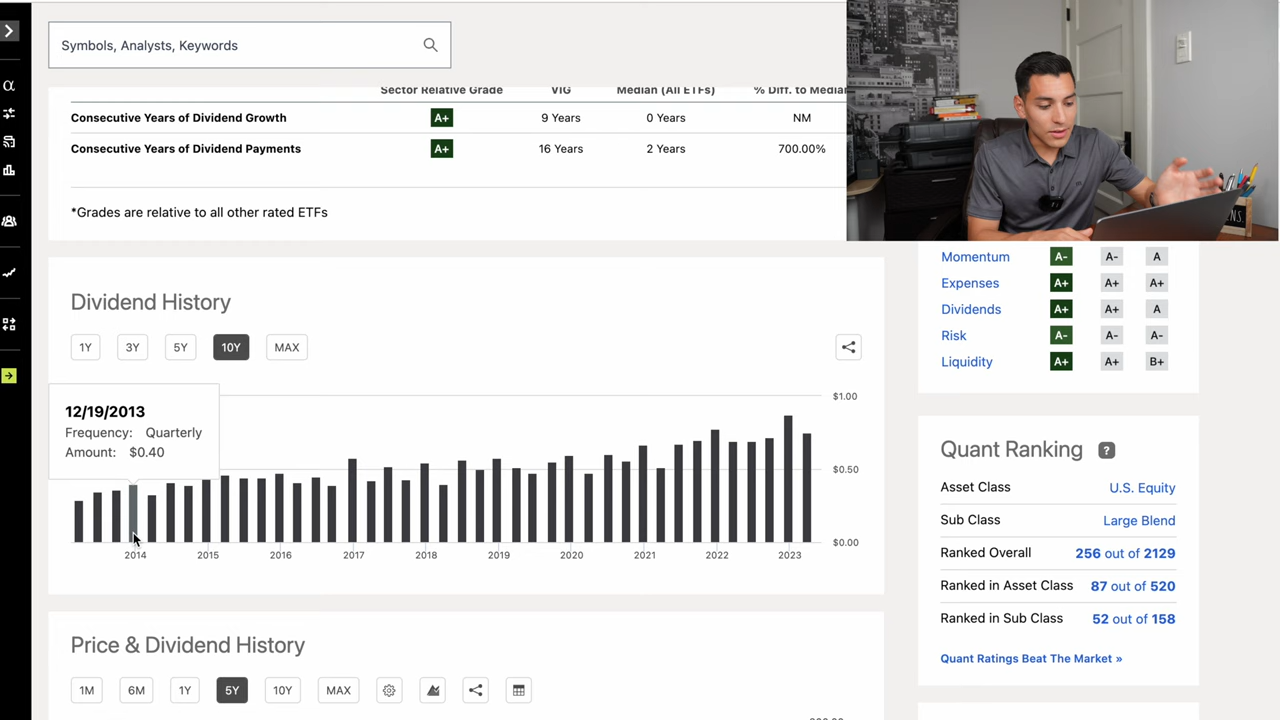 Symbols, Analysts, Keywords
Sector Relative Grade VIG Median (All ETFs) % Diff. to Media
Consecutive Years of Dividend Growth A+ 9 Years 0 Years NM
Consecutive Years of Dividend Payments A+ 16 Years 2 Years 700.00%
*Grades are relative to all other rated ETFs
Momentum A- A- A
Expenses A+ A+ A+
Dividends A+ A+ A
Risk A- A- A-
Liquidity A+ A+ B+
Dividend History
1Y 3Y 5Y 10Y MAX
12/19/2013
Frequency: Quarterly
Amount: $0.40
$1.00
$0.50
$0.00
2014 2015 2016 2017 2018 2019 2020 2021 2022 2023
Quant Ranking ?
Asset Class U.S. Equity
Sub Class Large Blend
Ranked Overall 256 out of 2129
Ranked in Asset Class 87 out of 520
Ranked in Sub Class 52 out of 158
Quant Ratings Beat The Market »
Price & Dividend History
1M 6M 1Y 5Y 10Y MAX